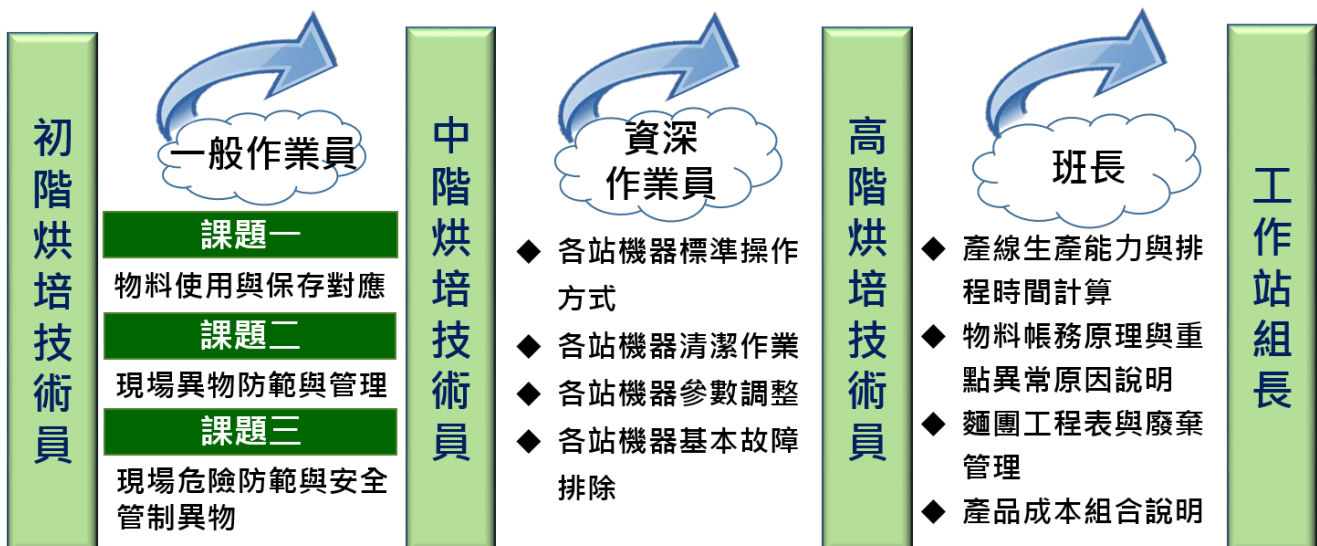 初階烘培技術員
一般作業員
課題一
物料使用與保存對應
課題二
現場異物防範與管理
課題三
現場危險防範與安全
管制異物
中階烘培技術員
資深
作業員
◆ 各站機器標準操作
方式
◆ 各站機器清潔作業
◆ 各站機器參數調整
◆ 各站機器基本故障
排除
高階烘培技術員
班長
◆ 產線生產能力與排
程時間計算
◆ 物料帳務原理與重
點異常原因說明
◆ 麵團工程表與廢棄
管理
◆ 產品成本組合說明
工作站組長